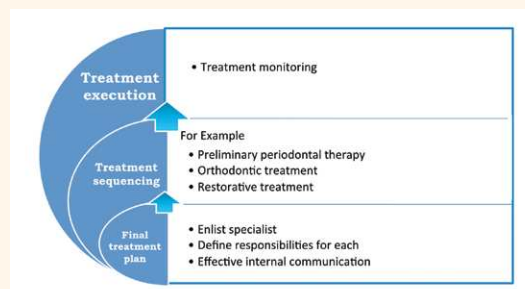 Treatment
execution
• Treatment monitoring
Treatment
sequencing
For Example
• Preliminary periodontal therapy
• Orthodontic treatment
• Restorative treatment
Final
treatment
plan
• Enlist specialist
• Define responsibilities for each
• Effective internal communication